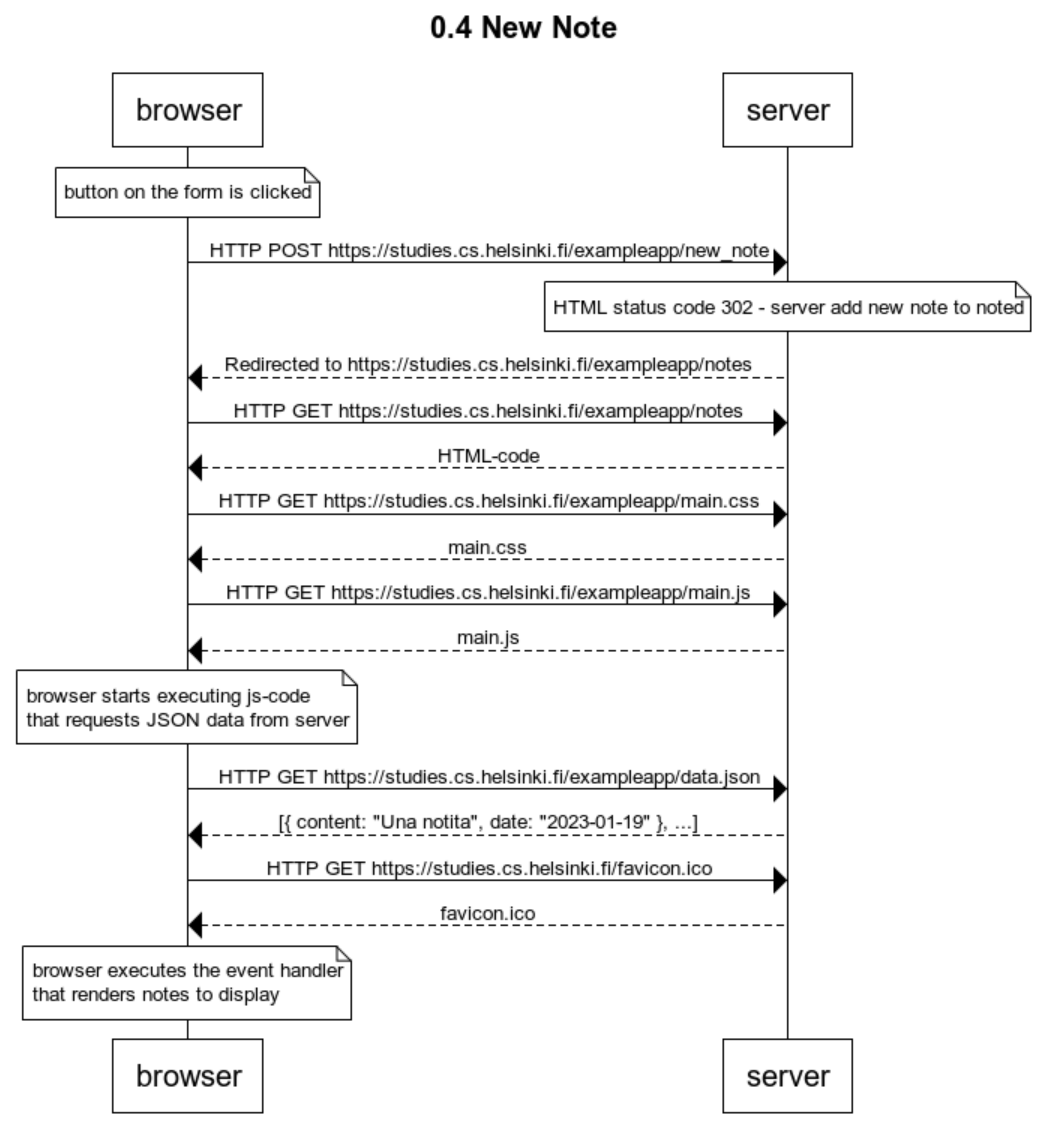 0.4 New Note
browser
server
button on the form is clicked
HTTP POST https://studies.cs.helsinki.fi/exampleapp/new_note
HTML status code 302 - server add new note to noted
Redirected to https://studies.cs.helsinki.fi/exampleapp/notes
HTTP GET https://studies.cs.helsinki.fi/exampleapp/notes
HTML-code
HTTP GET https://studies.cs.helsinki.fi/exampleapp/main.css
main.css
HTTP GET https://studies.cs.helsinki.fi/exampleapp/main.js
main.js
browser starts executing js-code
that requests JSON data from server
HTTP GET https://studies.cs.helsinki.fi/exampleapp/data.json
[{ content: "Una notita", date: "2023-01-19" }, ...]
HTTP GET https://studies.cs.helsinki.fi/favicon.ico
favicon.ico
browser executes the event handler
that renders notes to display
browser
server